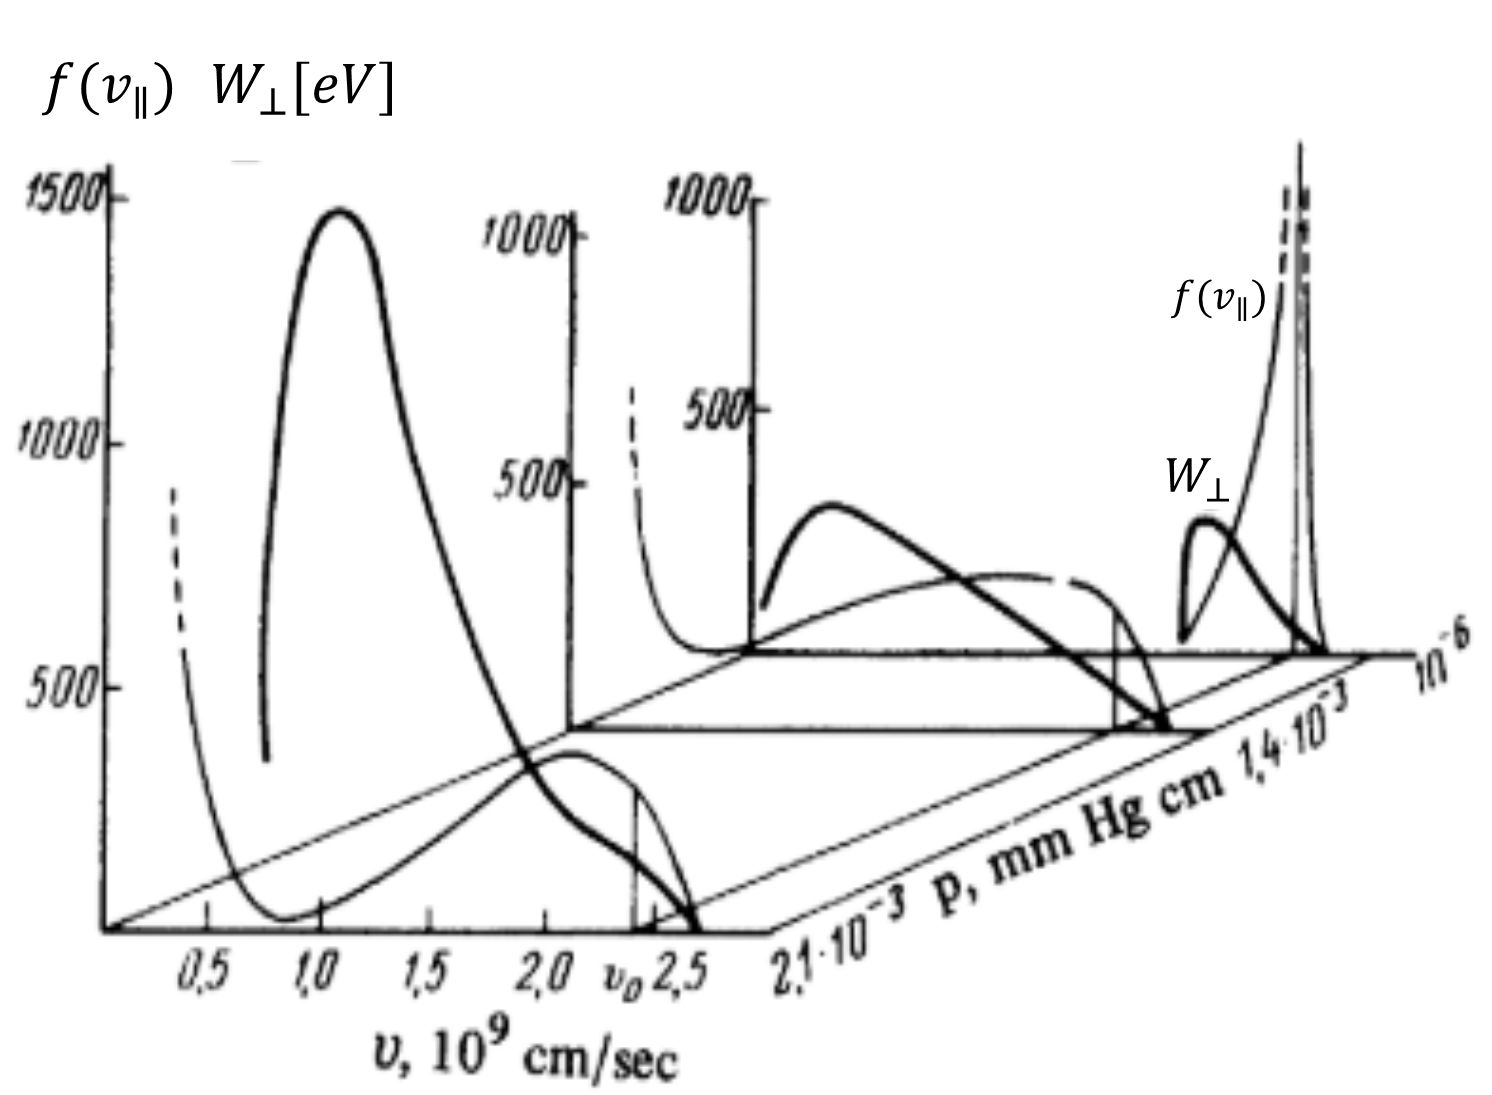 f(v∥) W⊥[eV]
1500
1000
500
1000
500
1000
500
f(v∥)
W⊥
0,5 1,0 1,5 2,0 v₀ 2,5
υ, 10⁹ cm/sec
2,1·10⁻³ p, mm Hg cm 1,4·10⁻³ 10⁻⁶